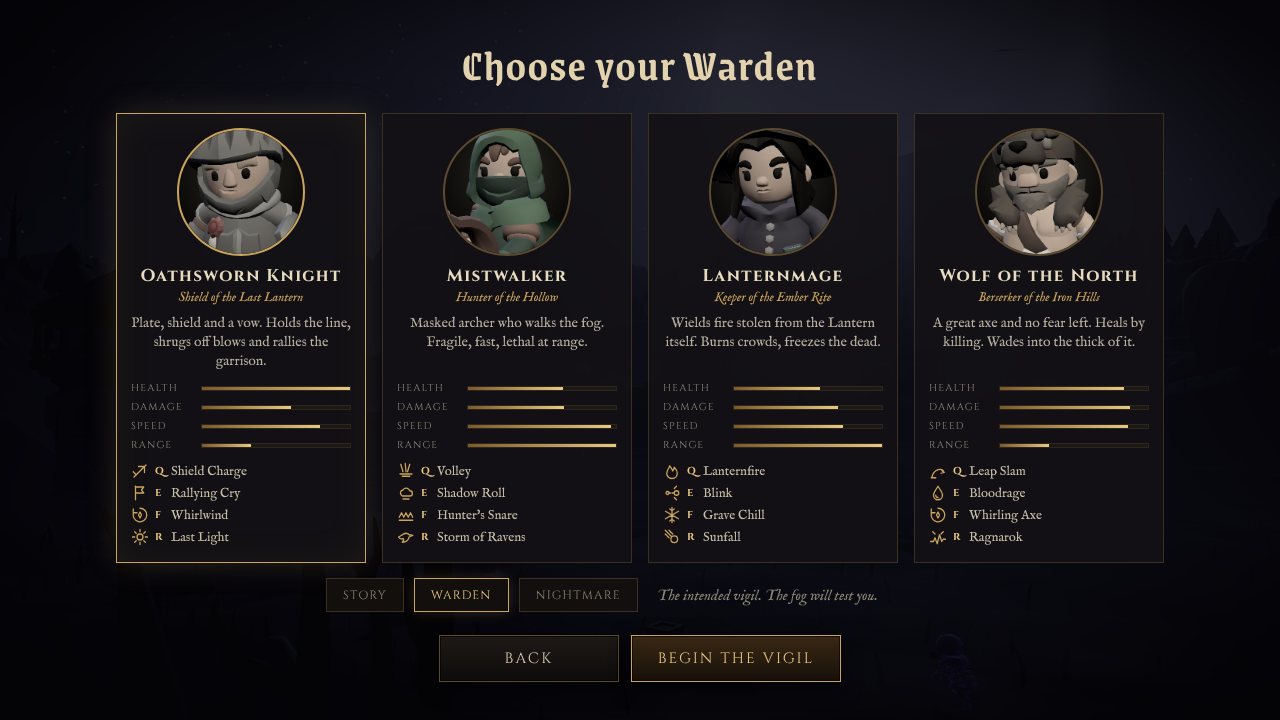 Choose your Warden
OATHSWORN KNIGHT
Shield of the Last Lantern
Plate, shield and a vow. Holds the line,
shrugs off blows and rallies the
garrison.
HEALTH
DAMAGE
SPEED
RANGE
Q Shield Charge
E Rallying Cry
F Whirlwind
R Last Light
MISTWALKER
Hunter of the Hollow
Masked archer who walks the fog.
Fragile, fast, lethal at range.
HEALTH
DAMAGE
SPEED
RANGE
Q Volley
E Shadow Roll
F Hunter's Snare
R Storm of Ravens
LANTERNMAGE
Keeper of the Ember Rite
Wields fire stolen from the Lantern
itself. Burns crowds, freezes the dead.
HEALTH
DAMAGE
SPEED
RANGE
Q Lanternfire
E Blink
F Grave Chill
R Sunfall
WOLF OF THE NORTH
Berserker of the Iron Hills
A great axe and no fear left. Heals by
killing. Wades into the thick of it.
HEALTH
DAMAGE
SPEED
RANGE
Q Leap Slam
E Bloodrage
F Whirling Axe
R Ragnarok
STORY WARDEN NIGHTMARE The intended vigil. The fog will test you.
BACK BEGIN THE VIGIL